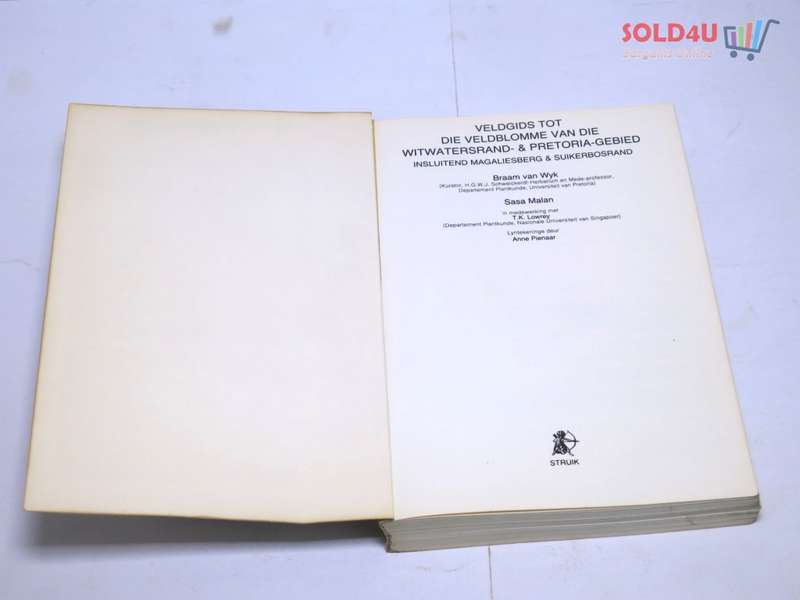 SOLD4U
Bargains Online
VELDGIDS TOT
DIE VELDBLOMME VAN DIE
WITWATERSRAND- & PRETORIA-GEBIED
INSLUITEND MAGALIESBERG & SUIKERBOSRAND
Braam van Wyk
(Kurator, H.G.W.J. Schweickerdt Herbarium en Mede-professor,
Departement Plantkunde, Universiteit van Pretoria)
Sasa Malan
in medewerking met
T.K. Lowrey
(Departement Plantkunde, Nasionale Universiteit van Singapoer)
Lyntekeninge deur
Anne Pienaar
STRUIK